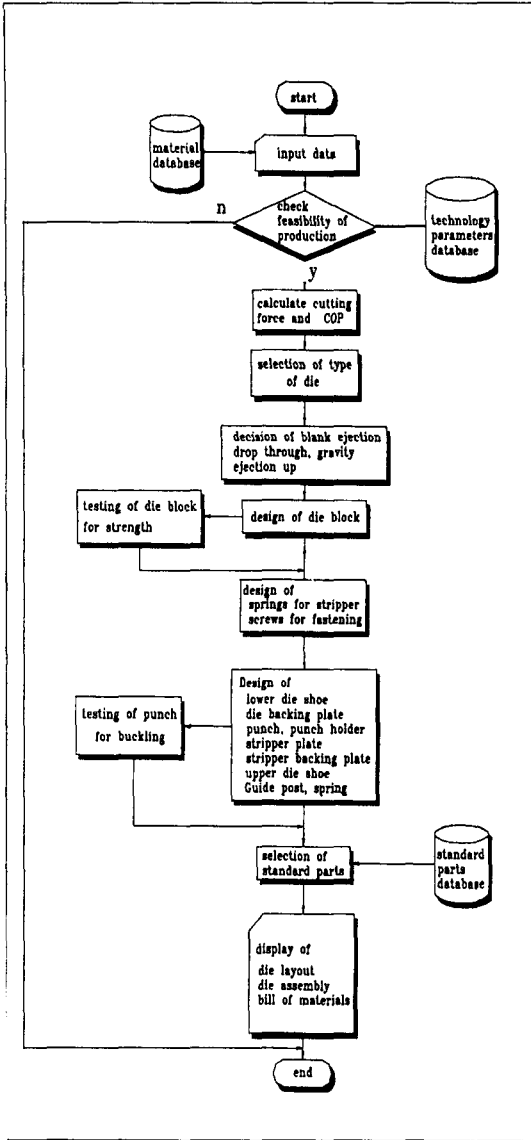 start
material
database
input data
n
check
feasibility of
production
technology
parameters
database
y
calculate cutting
force and COP
selection of type
of die
decision of blank ejection
drop through, gravity
ejection up
testing of die block
for strength
design of die block
design of
springs for stripper
screws for fastening
Design of
lower die shoe
die backing plate
punch, punch holder
stripper plate
stripper backing plate
upper die shoe
Guide post, spring
testing of punch
for buckling
selection of
standard parts
standard
parts
database
display of
die layout
die assembly
bill of materials
end